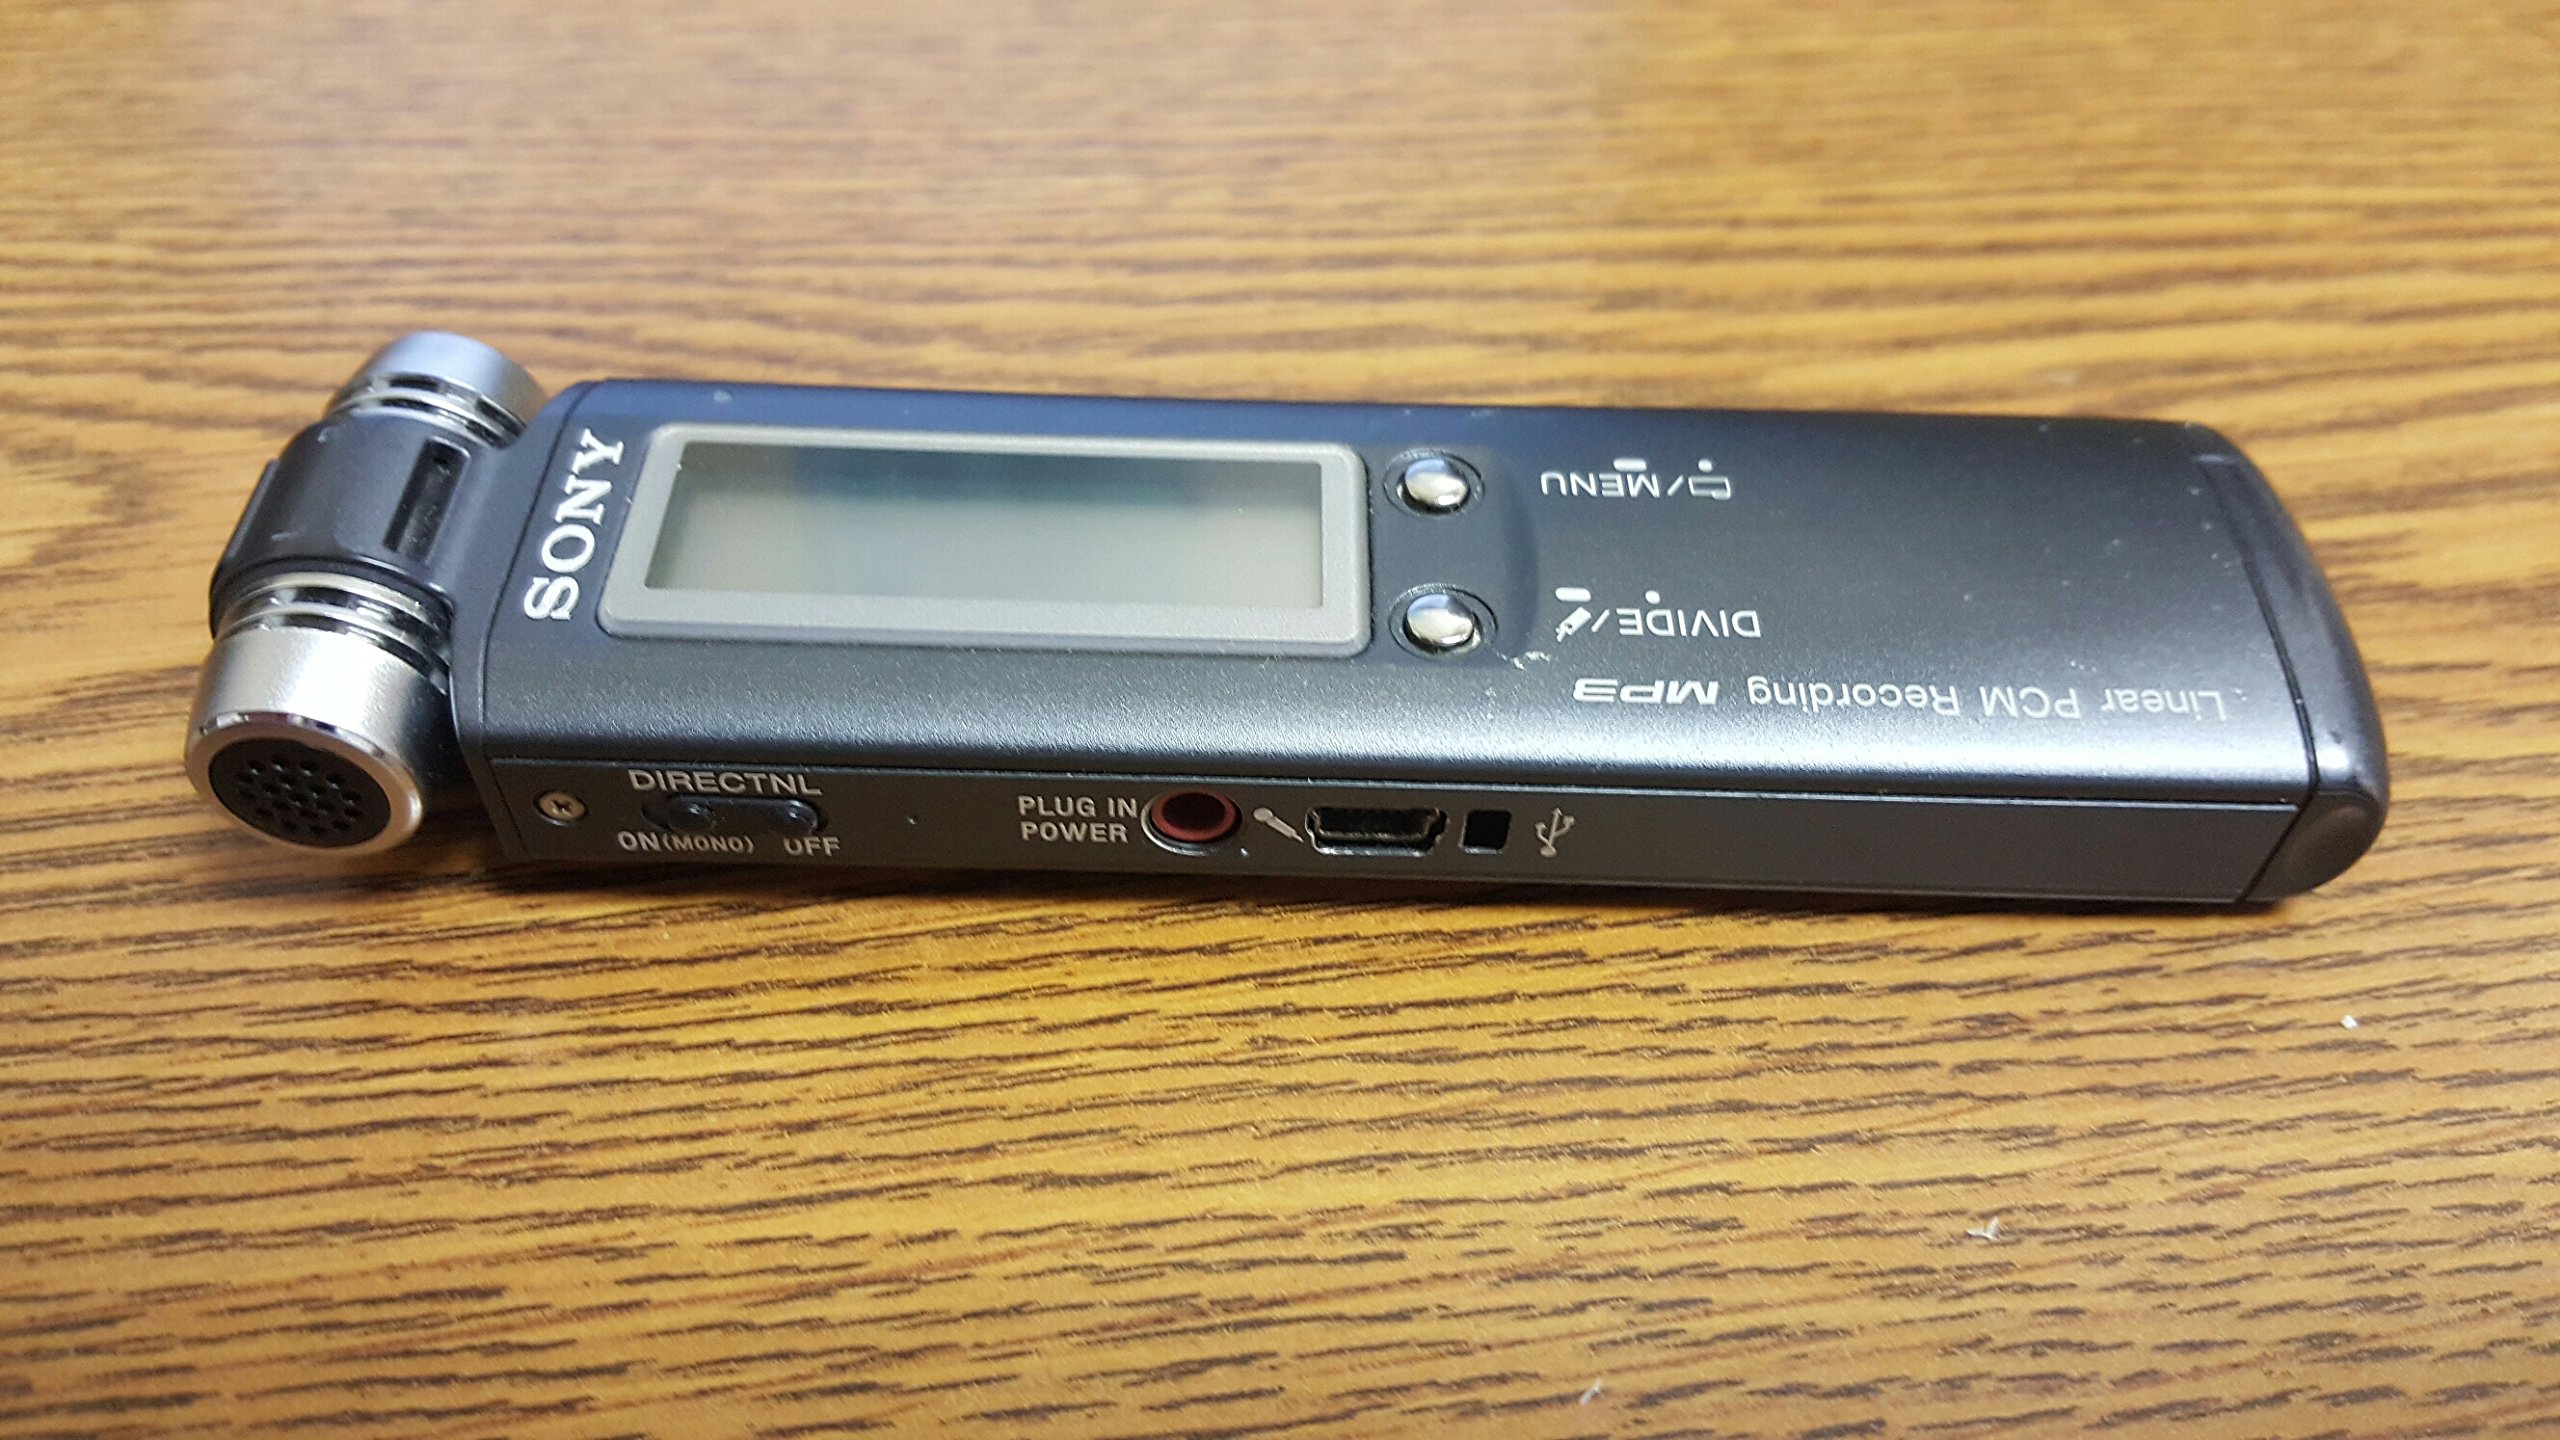 SONY
/MENU
DIVIDE/
Linear PCM Recording MP3
DIRECTNL
ON(MONO) OFF
PLUG IN
POWER